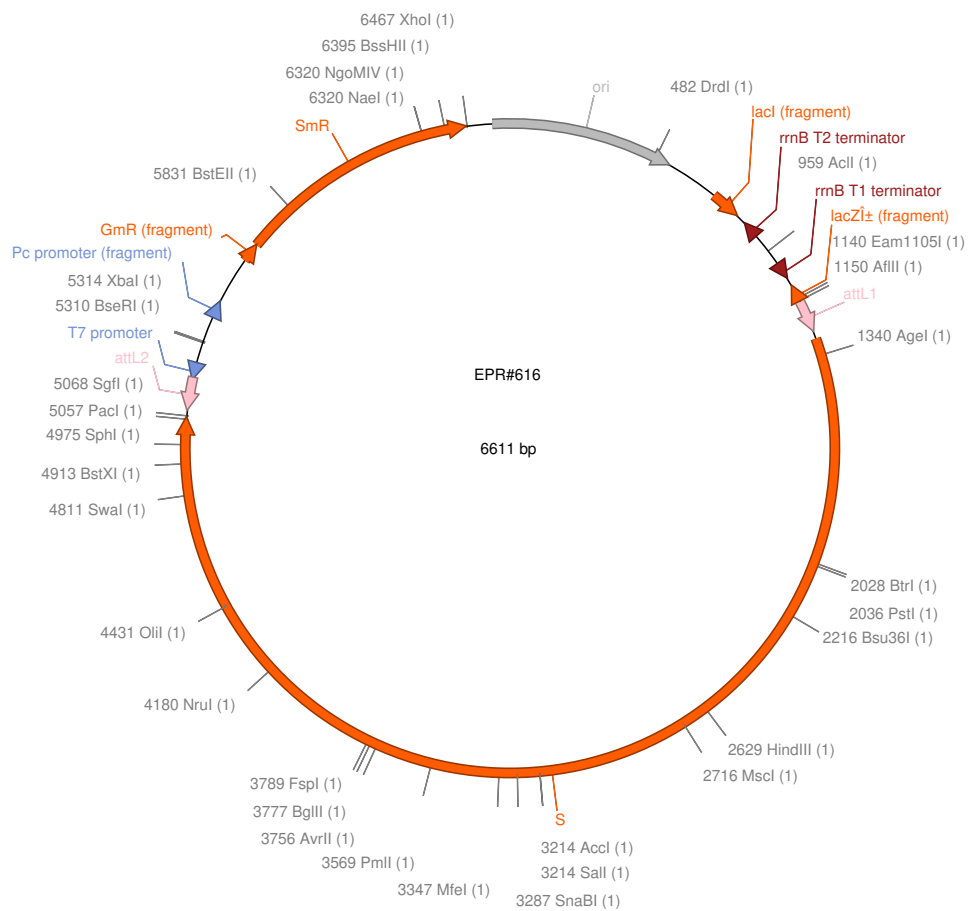 6467 XhoI (1)
6395 BssHII (1)
6320 NgoMIV (1)
6320 NaeI (1)
SmR
5831 BstEII (1)
GmR (fragment)
Pc promoter (fragment)
5314 XbaI (1)
5310 BseRI (1)
T7 promoter
attL2
5068 SgfI (1)
5057 PacI (1)
4975 SphI (1)
4913 BstXI (1)
4811 SwaI (1)
4431 OliI (1)
4180 NruI (1)
3789 FspI (1)
3777 BglII (1)
3756 AvrII (1)
3569 PmlI (1)
3347 MfeI (1)
3287 SnaBI (1)
3214 SalI (1)
3214 AccI (1)
S
2716 MscI (1)
2629 HindIII (1)
2216 Bsu36I (1)
2036 PstI (1)
2028 BtrI (1)
1340 AgeI (1)
attL1
1150 AflII (1)
1140 Eam1105I (1)
lacZÎ± (fragment)
rrnB T1 terminator
959 AclI (1)
rrnB T2 terminator
lacI (fragment)
482 DrdI (1)
ori
EPR#616
6611 bp